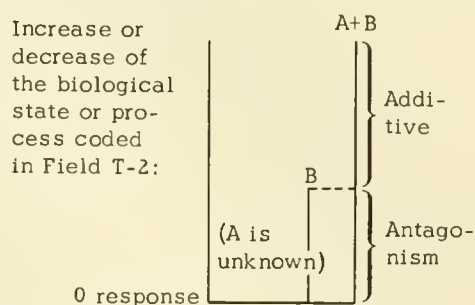 Increase or
decrease of
the biological
state or pro-
cess coded
in Field T-2:
A+B
Addi-
tive
B
(A is
unknown)
Antago-
nism
0 response